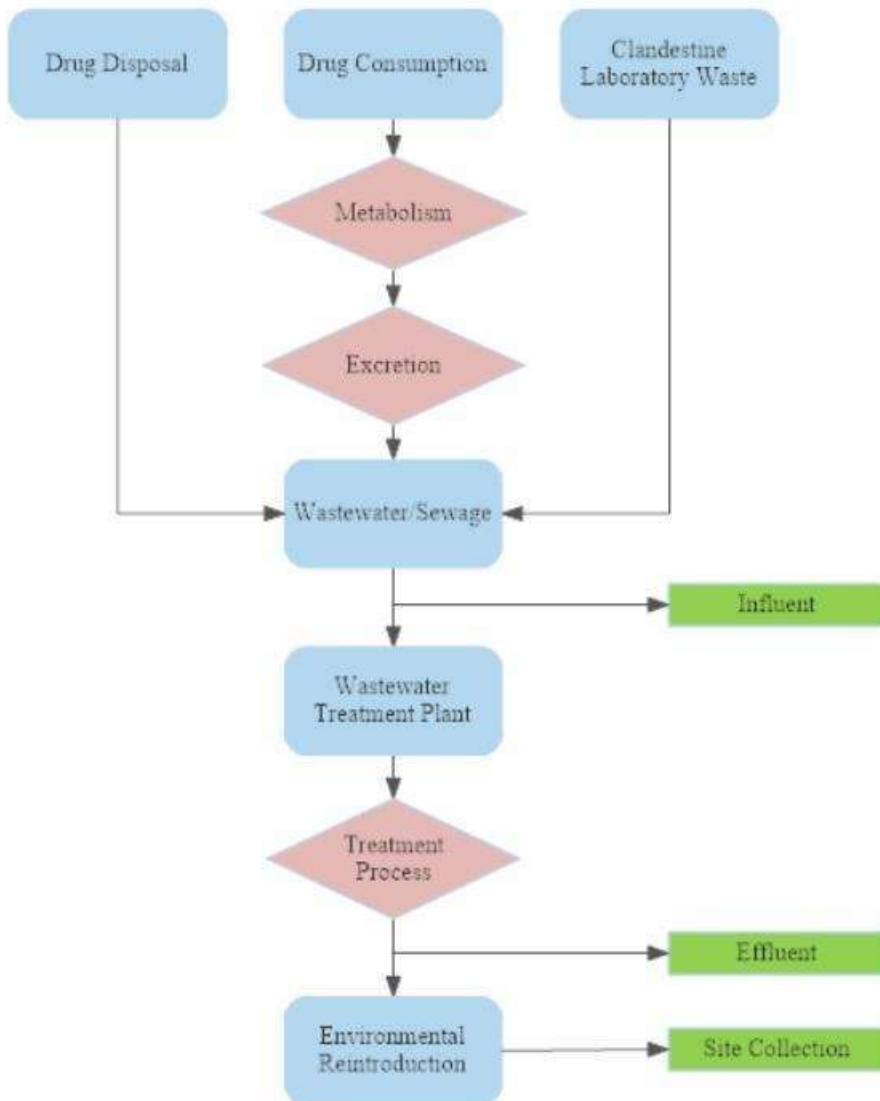 Drug Disposal
Drug Consumption
Clandestine
Laboratory Waste
Metabolism
Excretion
Wastewater/Sewage
Influent
Wastewater
Treatment Plant
Treatment
Process
Effluent
Environmental
Reintroduction
Site Collection